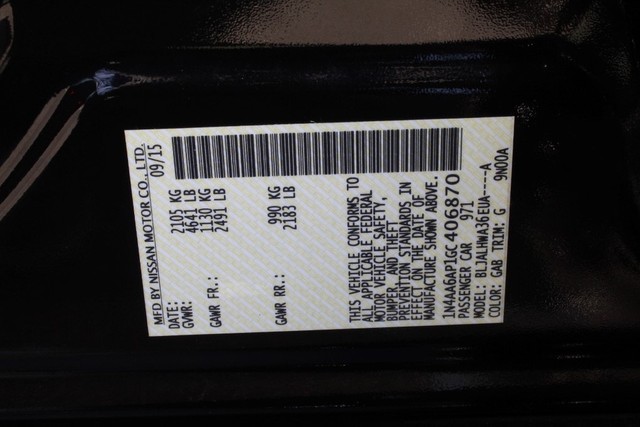 MFD BY NISSAN MOTOR CO., LTD.
DATE: 09/15
GVWR: 2105 KG
4641 LB
GAWR FR.: 1130 KG
2491 LB
GAWR RR.: 990 KG
2183 LB
THIS VEHICLE CONFORMS TO
ALL APPLICABLE FEDERAL
MOTOR VEHICLE SAFETY,
BUMPER, AND THEFT
PREVENTION STANDARDS IN
EFFECT ON THE DATE OF
MANUFACTURE SHOWN ABOVE.
1N4AA6AP1GC406870
PASSENGER CAR 971
MODEL: BLJALHWA36EUA----A
COLOR: GAB TRIM: G 9N00A